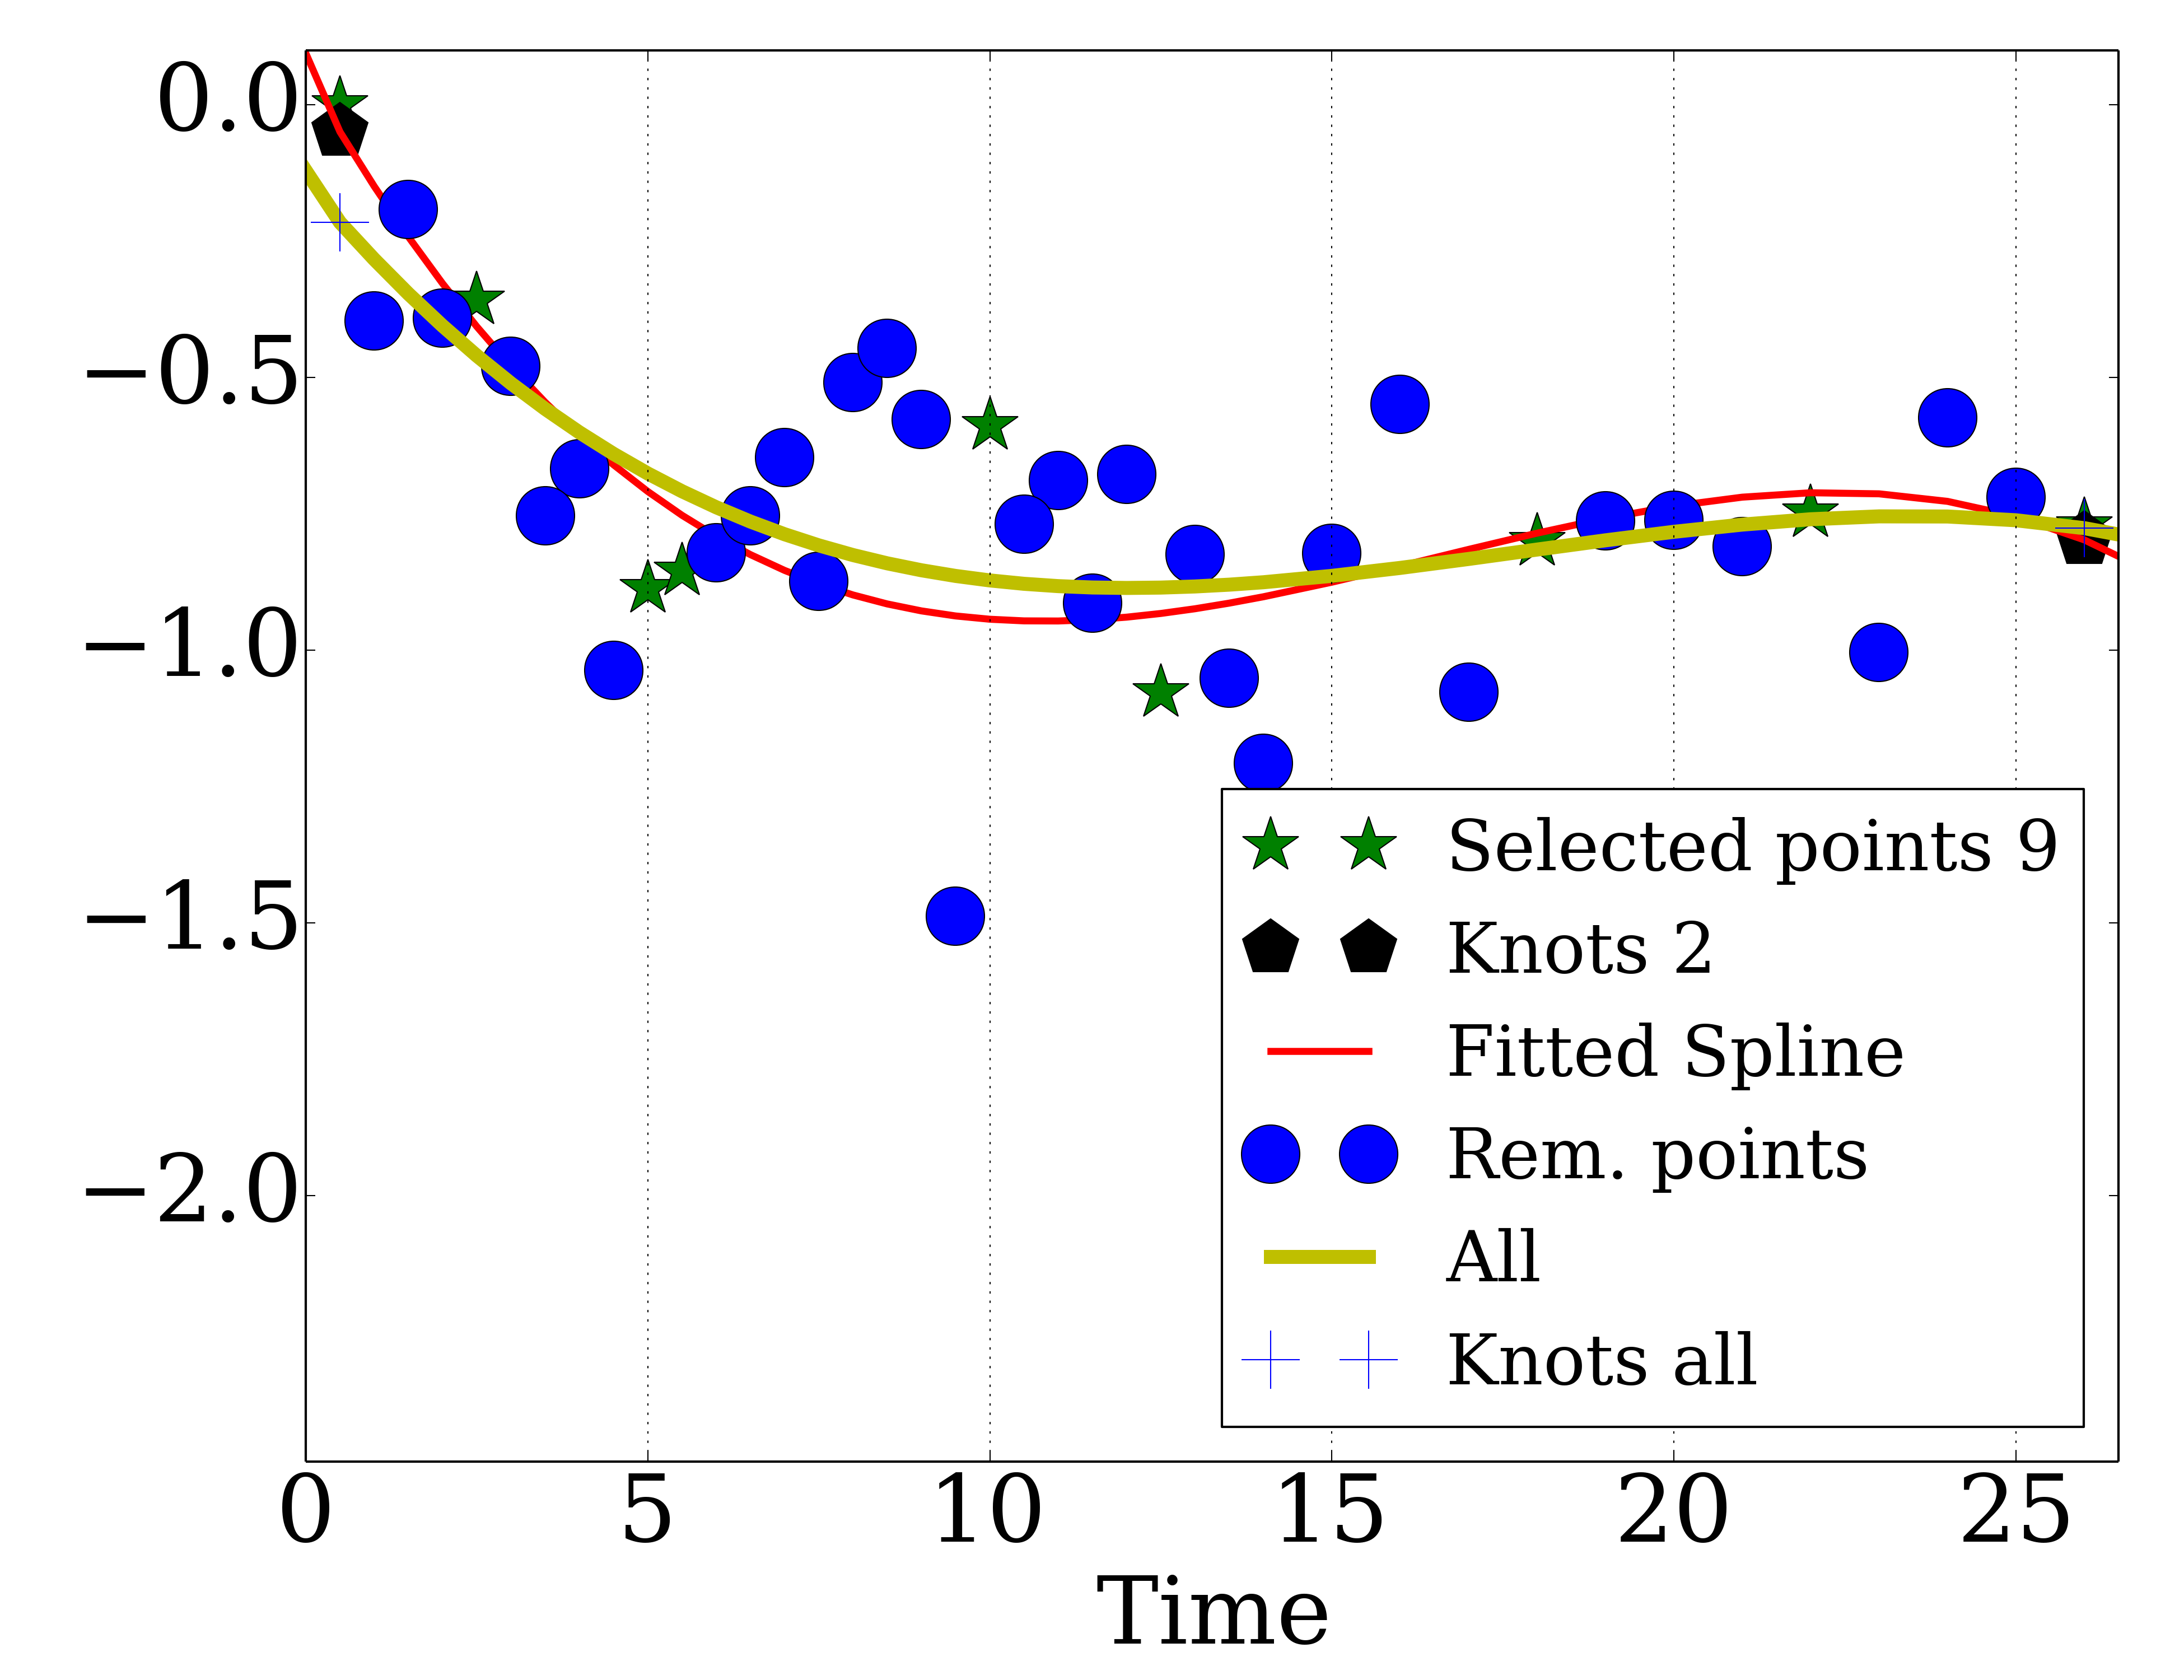 0.0
−0.5
−1.0
−1.5
−2.0
0 5 10 15 20 25
Time
Selected points 9
Knots 2
Fitted Spline
Rem. points
All
Knots all